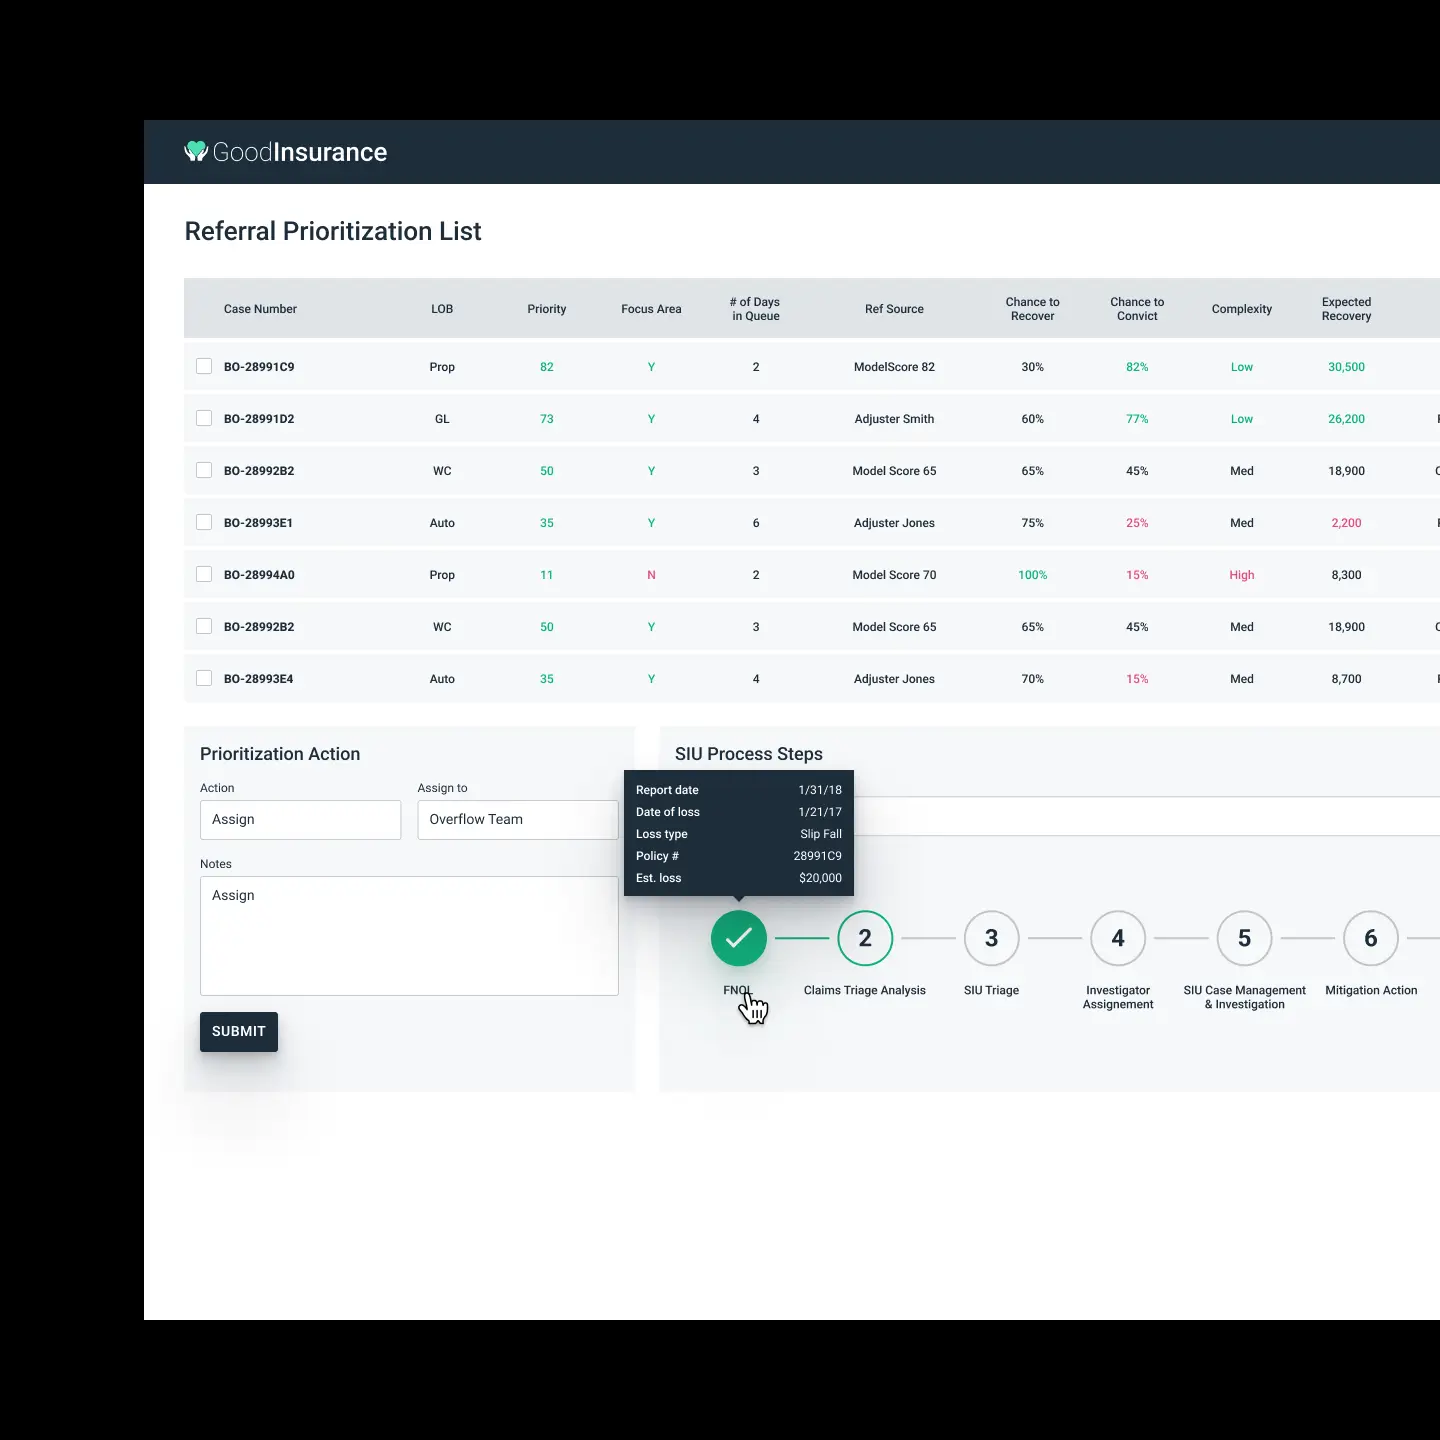 GoodInsurance
Referral Prioritization List
Case Number LOB Priority Focus Area # of Days in Queue Ref Source Chance to Recover Chance to Convict Complexity Expected Recovery
BO-28991C9 Prop 82 Y 2 ModelScore 82 30% 82% Low 30,500
BO-28991D2 GL 73 Y 4 Adjuster Smith 60% 77% Low 26,200
BO-28992B2 WC 50 Y 3 Model Score 65 65% 45% Med 18,900
BO-28993E1 Auto 35 Y 6 Adjuster Jones 75% 25% Med 2,200
BO-28994A0 Prop 11 N 2 Model Score 70 100% 15% High 8,300
BO-28992B2 WC 50 Y 3 Model Score 65 65% 45% Med 18,900
BO-28993E4 Auto 35 Y 4 Adjuster Jones 70% 15% Med 8,700
Prioritization Action
Action Assign to
Assign Overflow Team
Notes
Assign
SUBMIT
SIU Process Steps
Report date 1/31/18
Date of loss 1/21/17
Loss type Slip Fall
Policy # 28991C9
Est. loss $20,000
2 3 4 5 6
FNOL Claims Triage Analysis SIU Triage Investigator Assignement SIU Case Management & Investigation Mitigation Action